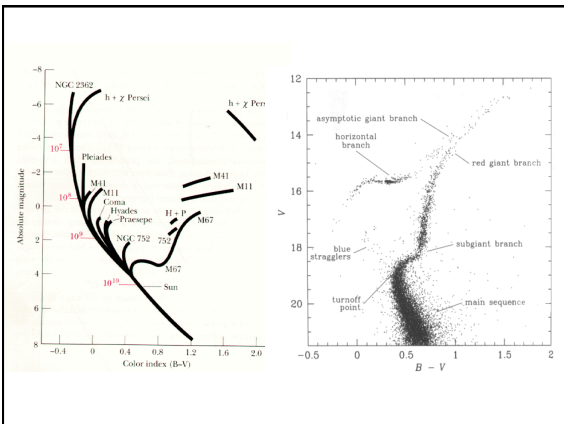 −8
−6
−4
−2
0
2
4
6
8
Absolute magnitude
NGC 2362
h + χ Persei
h + χ Pers
10⁷
Pleiades
10⁸
M41
M11
Coma
Hyades
Praesepe
10⁹
NGC 752
M41
M11
H + P
M67
752
M67
10¹⁰
Sun
−0.4 0 0.4 0.8 1.2 1.6 2.0
Color index (B–V)
12
14
16
18
20
V
asymptotic giant branch
horizontal
branch
red giant branch
blue
stragglers
subgiant branch
turnoff
point
main sequence
−0.5 0 0.5 1 1.5 2
B − V